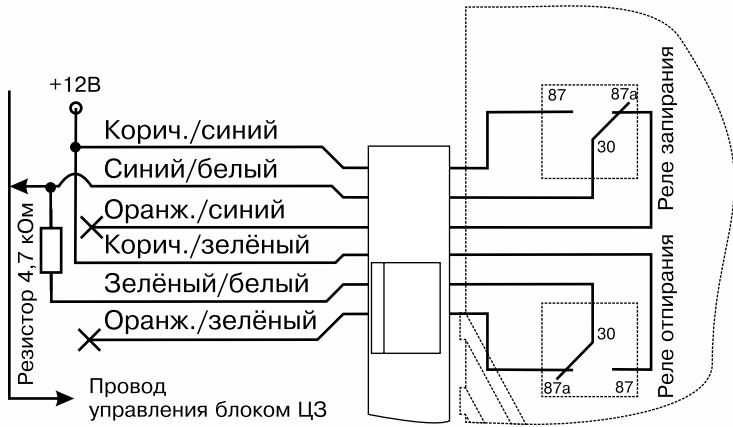 +12В
Корич./синий
Синий/белый
Оранж./синий
Корич./зелёный
Зелёный/белый
Оранж./зелёный
Резистор 4,7 кОм
Провод
управления блоком ЦЗ
87
87а
30
Реле запирания
30
87а
87
Реле отпирания